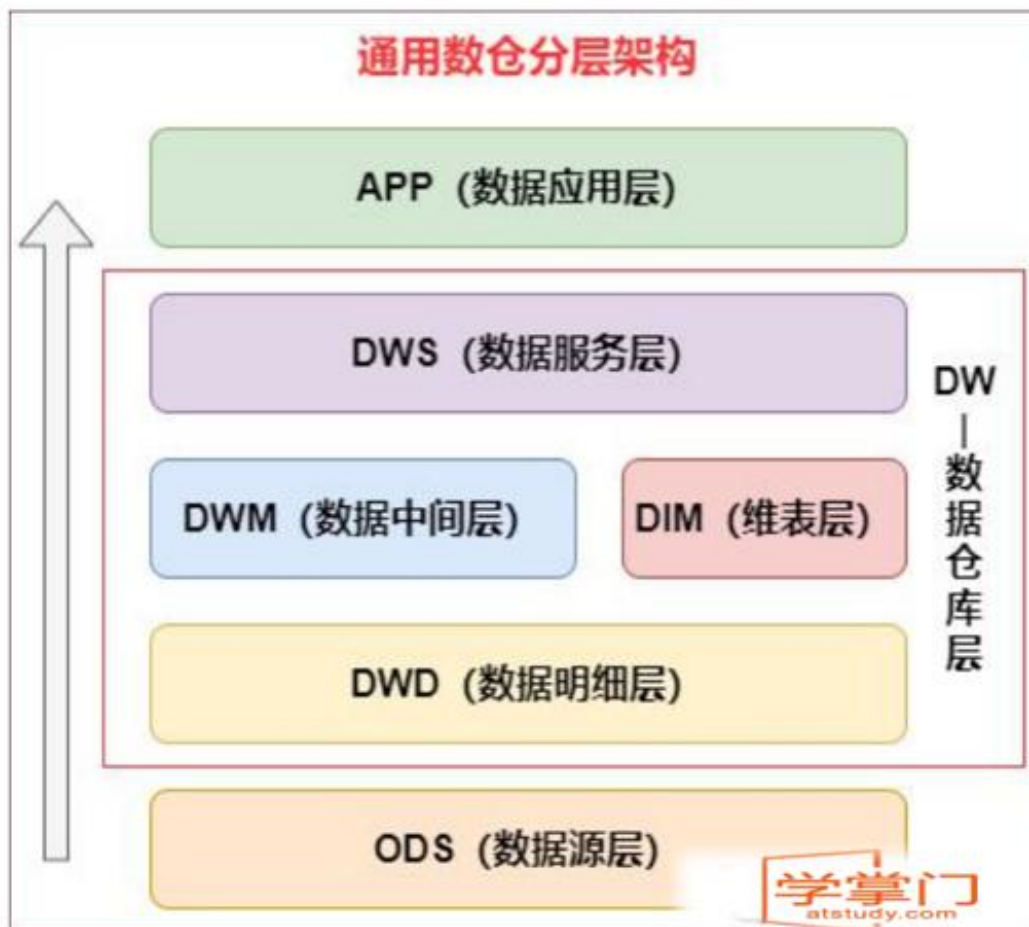 通用数仓分层架构
APP (数据应用层)
DWS (数据服务层)
DWM (数据中间层)
DIM (维表层)
DWD (数据明细层)
DW—数据仓库层
ODS (数据源层)
学掌门
atstudy.com